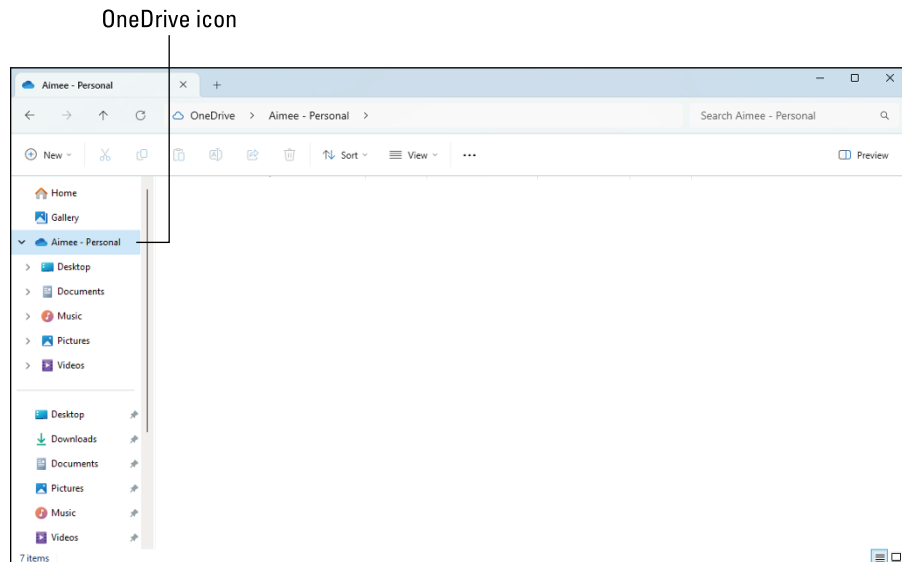 OneDrive icon
Aimee - Personal
OneDrive > Aimee - Personal >
Search Aimee - Personal
New
Sort
View
Preview
Home
Gallery
Aimee - Personal
Desktop
Documents
Music
Pictures
Videos
Desktop
Downloads
Documents
Pictures
Music
Videos
7 items